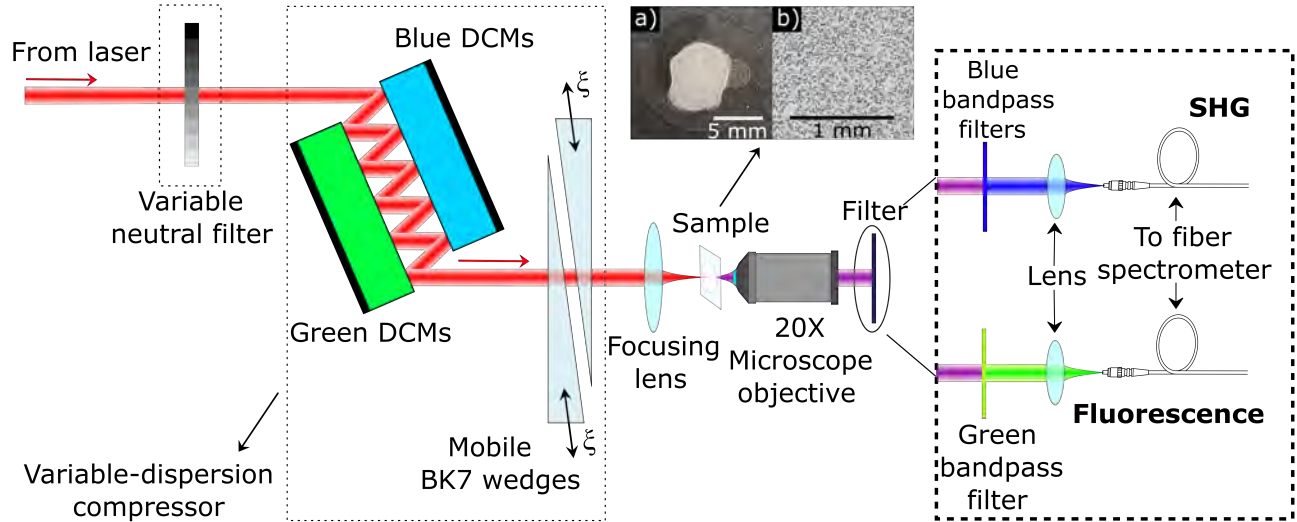 From laser
Variable
neutral filter
Blue DCMs
Green DCMs
Variable-dispersion
compressor
ξ
ξ
Mobile
BK7 wedges
Focusing
lens
Sample
a)
5 mm
b)
1 mm
20X
Microscope
objective
Filter
Blue
bandpass
filters
SHG
Lens
To fiber
spectrometer
Green
bandpass
filter
Fluorescence